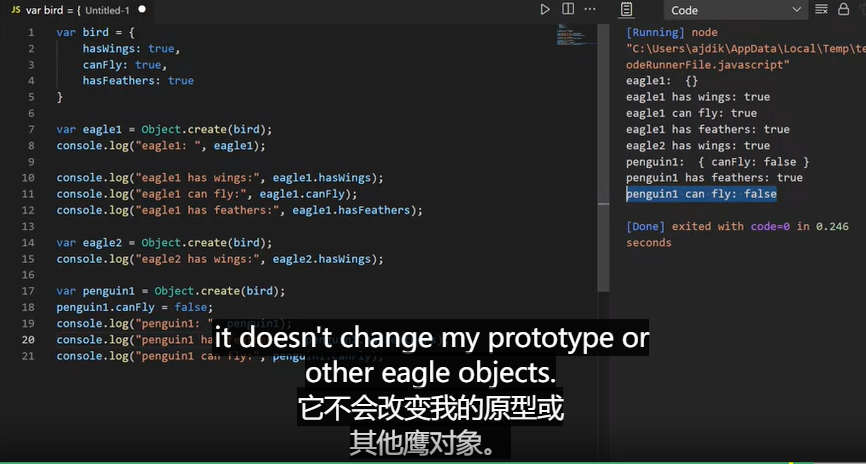 JS var bird = { Untitled-1 ●
1 var bird = {
2 hasWings: true,
3 canFly: true,
4 hasFeathers: true
5 }
6
7 var eagle1 = Object.create(bird);
8 console.log("eagle1: ", eagle1);
9
10 console.log("eagle1 has wings:", eagle1.hasWings);
11 console.log("eagle1 can fly:", eagle1.canFly);
12 console.log("eagle1 has feathers:", eagle1.hasFeathers);
13
14 var eagle2 = Object.create(bird);
15 console.log("eagle2 has wings:", eagle2.hasWings);
16
17 var penguin1 = Object.create(bird);
18 penguin1.canFly = false;
19 console.log("penguin1: ", penguin1);
20 console.log("penguin1 ha
21 console.log("penguin1 can fly:", penguin1.canFly);
it doesn't change my prototype or
other eagle objects.
它不会改变我的原型或
其他鹰对象。
Code
[Running] node
"C:\Users\ajdik\AppData\Local\Temp\te
odeRunnerFile.javascript"
eagle1:  {}
eagle1 has wings: true
eagle1 can fly: true
eagle1 has feathers: true
eagle2 has wings: true
penguin1:  { canFly: false }
penguin1 has feathers: true
penguin1 can fly: false
[Done] exited with code=0 in 0.246
seconds